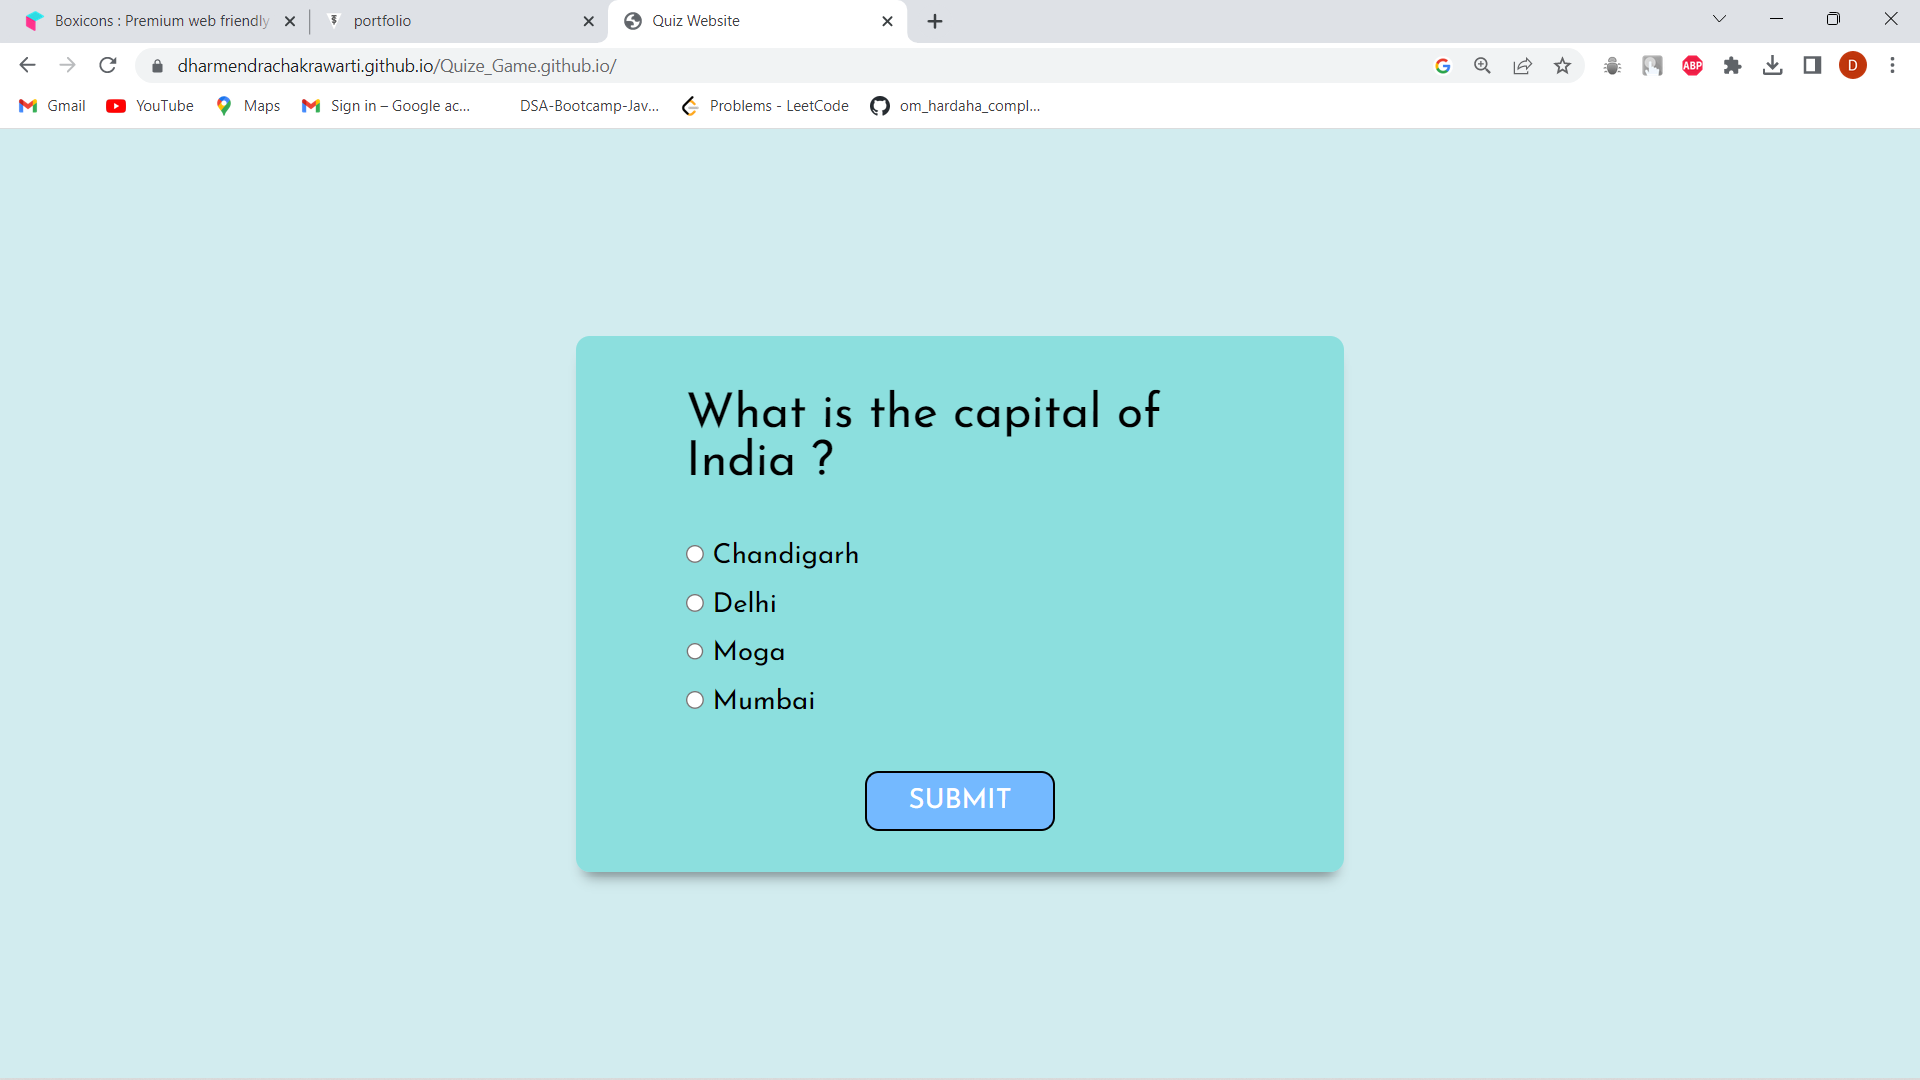 Boxicons : Premium web friendly
portfolio
Quiz Website
dharmendrachakrawarti.github.io/Quize_Game.github.io/
ABP
D
Gmail
YouTube
Maps
Sign in – Google ac...
DSA-Bootcamp-Jav...
Problems - LeetCode
om_hardaha_compl...
What is the capital of
India ?
Chandigarh
Delhi
Moga
Mumbai
SUBMIT